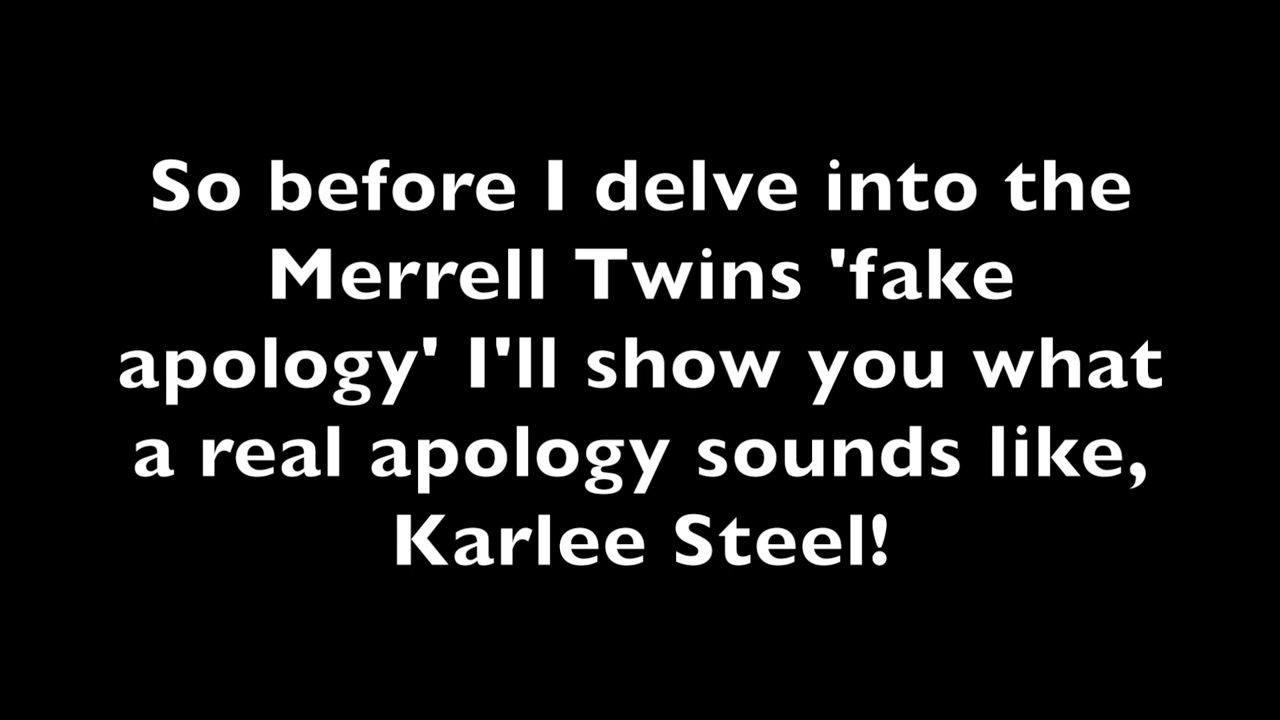 So before I delve into the
Merrell Twins 'fake
apology' I'll show you what
a real apology sounds like,
Karlee Steel!